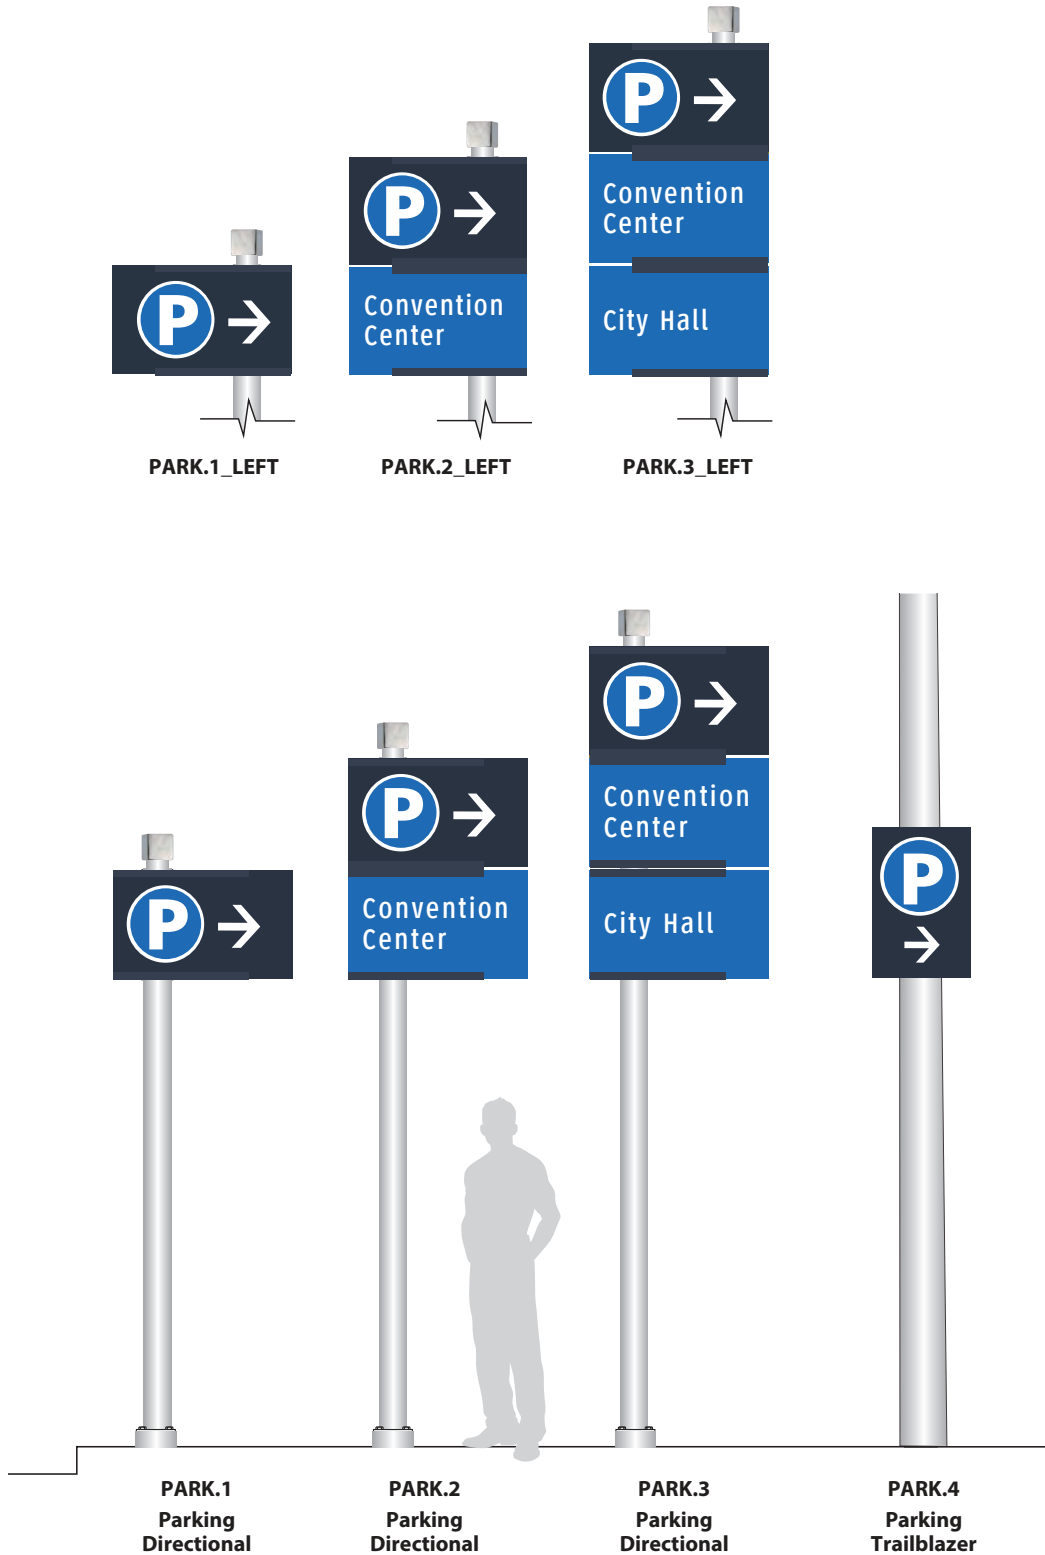 P
P
Convention
Center
P
Convention
Center
City Hall
PARK.1_LEFT
PARK.2_LEFT
PARK.3_LEFT
P
P
Convention
Center
P
Convention
Center
City Hall
P
PARK.1
Parking
Directional
PARK.2
Parking
Directional
PARK.3
Parking
Directional
PARK.4
Parking
Trailblazer